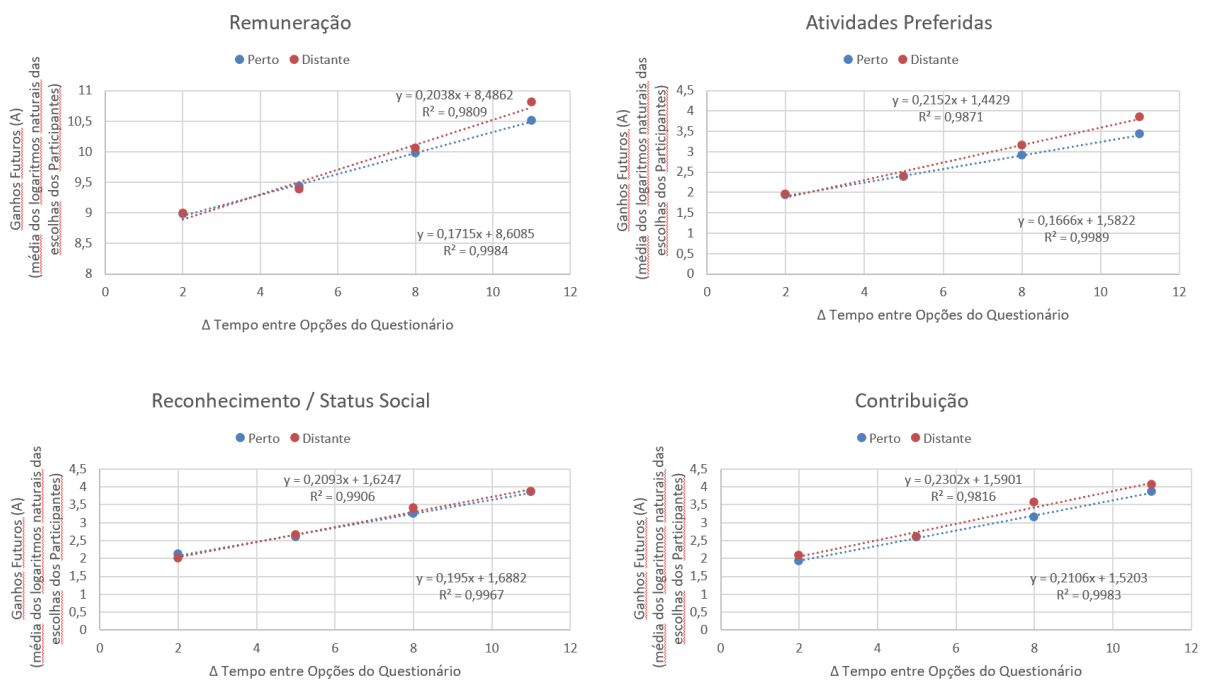 Remuneração
Perto Distante
Ganhos Futuros (A)
(média dos logaritmos naturais das
escolhas dos Participantes)
11
10,5
10
9,5
9
8,5
8
y = 0,2038x + 8,4862
R² = 0,9809
y = 0,1715x + 8,6085
R² = 0,9984
0 2 4 6 8 10 12
Δ Tempo entre Opções do Questionário
Atividades Preferidas
Perto Distante
Ganhos Futuros (A)
(média dos logaritmos naturais das
escolhas dos Participantes)
4,5
4
3,5
3
2,5
2
1,5
1
0,5
0
y = 0,2152x + 1,4429
R² = 0,9871
y = 0,1666x + 1,5822
R² = 0,9989
0 2 4 6 8 10 12
Δ Tempo entre Opções do Questionário
Reconhecimento / Status Social
Perto Distante
Ganhos Futuros (A)
(média dos logaritmos naturais das
escolhas dos Participantes)
4,5
4
3,5
3
2,5
2
1,5
1
0,5
0
y = 0,2093x + 1,6247
R² = 0,9906
y = 0,195x + 1,6882
R² = 0,9967
0 2 4 6 8 10 12
Δ Tempo entre Opções do Questionário
Contribuição
Perto Distante
Ganhos Futuros (A)
(média dos logaritmos naturais das
escolhas dos Participantes)
4,5
4
3,5
3
2,5
2
1,5
1
0,5
0
y = 0,2302x + 1,5901
R² = 0,9816
y = 0,2106x + 1,5203
R² = 0,9983
0 2 4 6 8 10 12
Δ Tempo entre Opções do Questionário